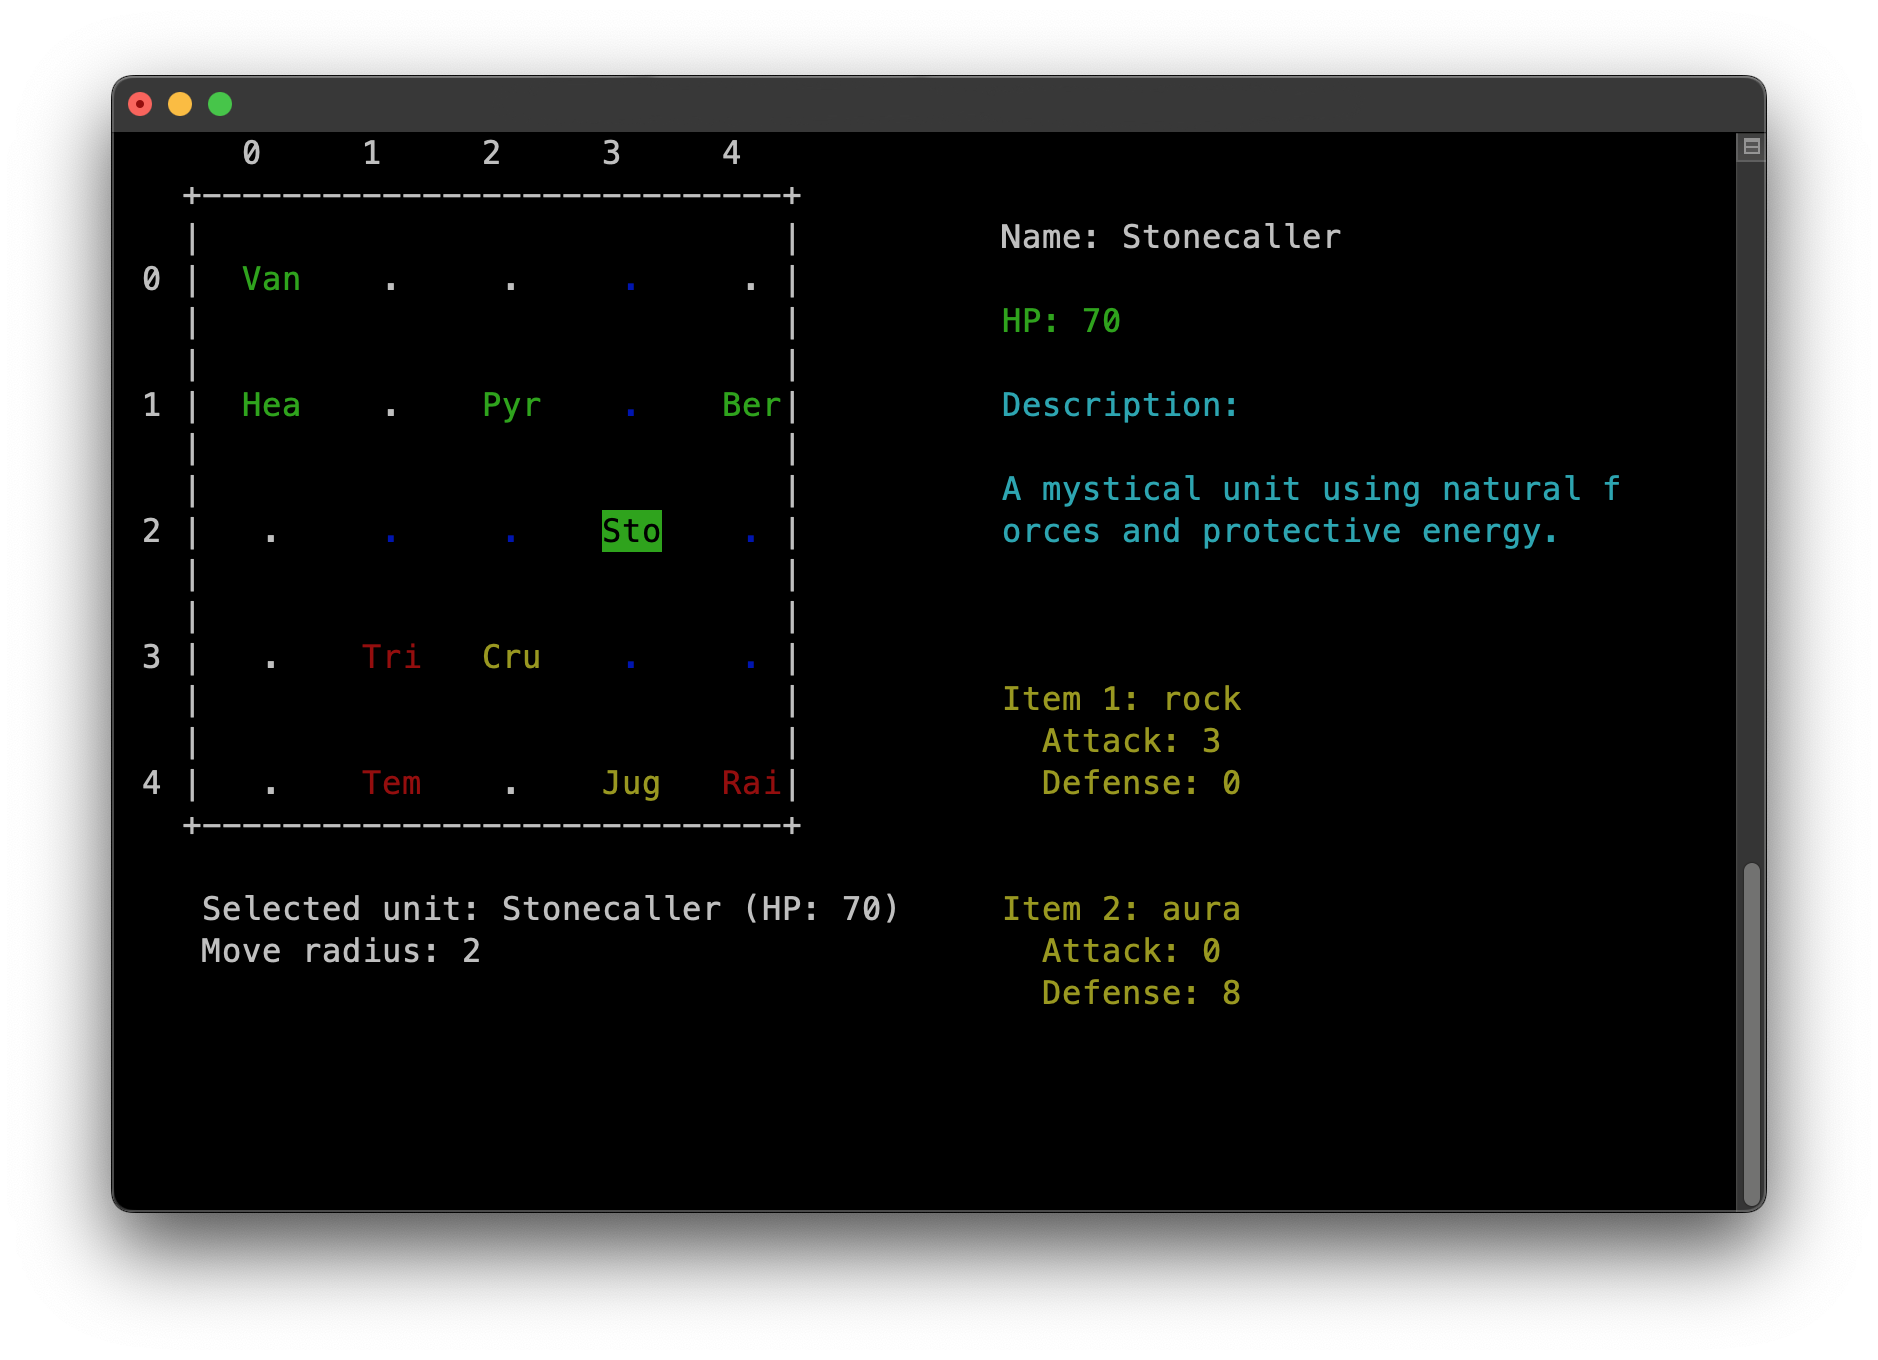 0 1 2 3 4
+-----------------------------+
| |
0 | Van . . . . |
| |
| |
1 | Hea . Pyr . Ber|
| |
| |
2 | . . . Sto . |
| |
| |
3 | . Tri Cru . . |
| |
| |
4 | . Tem . Jug Rai|
+-----------------------------+
Selected unit: Stonecaller (HP: 70)
Move radius: 2
Name: Stonecaller
HP: 70
Description:
A mystical unit using natural f
orces and protective energy.
Item 1: rock
Attack: 3
Defense: 0
Item 2: aura
Attack: 0
Defense: 8